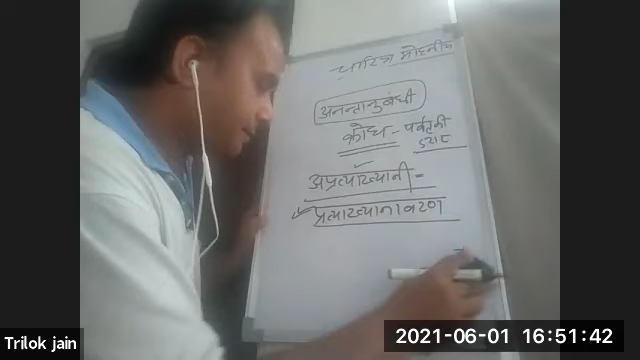 चारित्र मोहनीय
अनन्तानुबंधी
क्रोध - पर्वत की
दरार
अप्रत्याख्यानी =
प्रत्याख्यानावरण
Trilok jain
2021-06-01 16:51:42